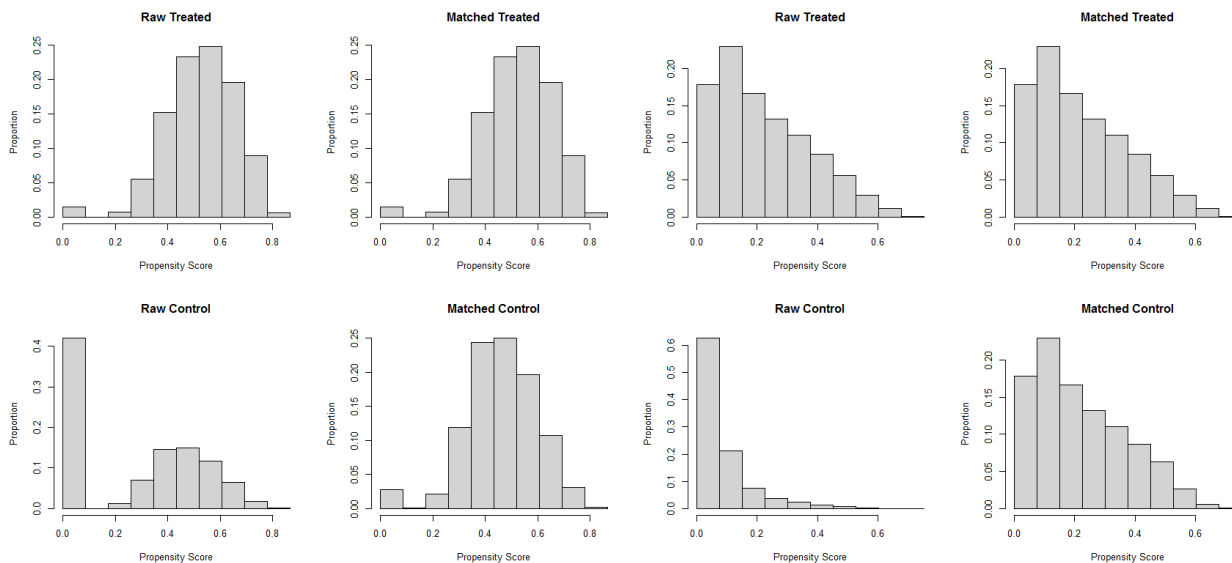 Raw Treated
Proportion
0.00 0.05 0.10 0.15 0.20 0.25
0.0 0.2 0.4 0.6 0.8
Propensity Score
Matched Treated
Proportion
0.00 0.05 0.10 0.15 0.20 0.25
0.0 0.2 0.4 0.6 0.8
Propensity Score
Raw Treated
Proportion
0.00 0.05 0.10 0.15 0.20
0.0 0.2 0.4 0.6
Propensity Score
Matched Treated
Proportion
0.00 0.05 0.10 0.15 0.20
0.0 0.2 0.4 0.6
Propensity Score
Raw Control
Proportion
0.0 0.1 0.2 0.3 0.4
0.0 0.2 0.4 0.6 0.8
Propensity Score
Matched Control
Proportion
0.00 0.05 0.10 0.15 0.20 0.25
0.0 0.2 0.4 0.6 0.8
Propensity Score
Raw Control
Proportion
0.0 0.1 0.2 0.3 0.4 0.5 0.6
0.0 0.2 0.4 0.6
Propensity Score
Matched Control
Proportion
0.00 0.05 0.10 0.15 0.20
0.0 0.2 0.4 0.6
Propensity Score